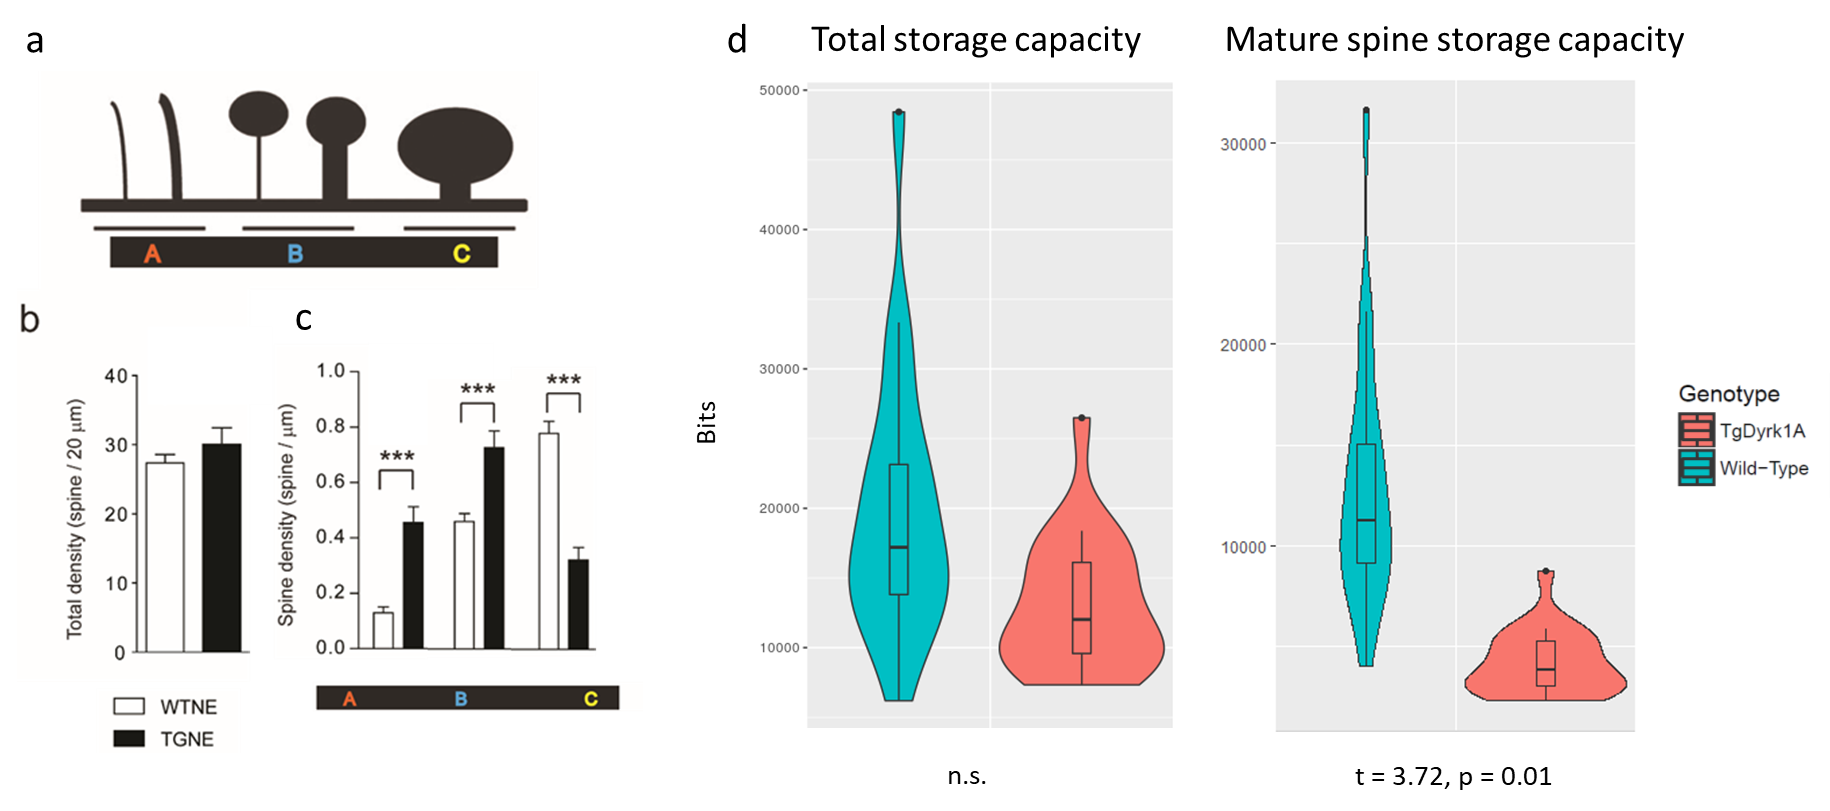 a
A B C
b
Total density (spine / 20 µm)
40
30
20
10
0
c
Spine density (spine / µm)
1.0
0.8
0.6
0.4
0.2
0.0
***
***
***
A B C
WTNE
TGNE
d
Total storage capacity
Bits
50000
40000
30000
20000
10000
n.s.
Mature spine storage capacity
30000
20000
10000
t = 3.72, p = 0.01
Genotype
TgDyrk1A
Wild-Type